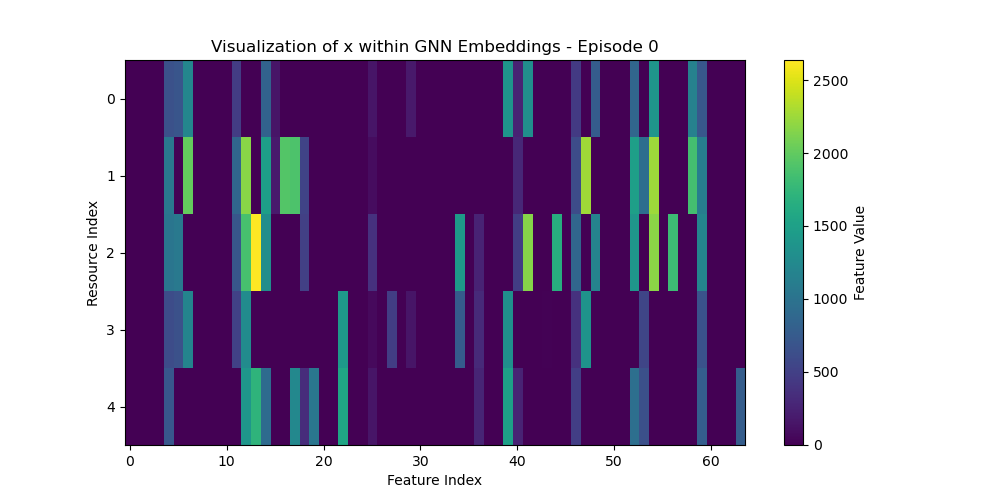 Visualization of x within GNN Embeddings - Episode 0
Resource Index
0
1
2
3
4
0 10 20 30 40 50 60
Feature Index
2500
2000
1500
1000
500
0
Feature Value